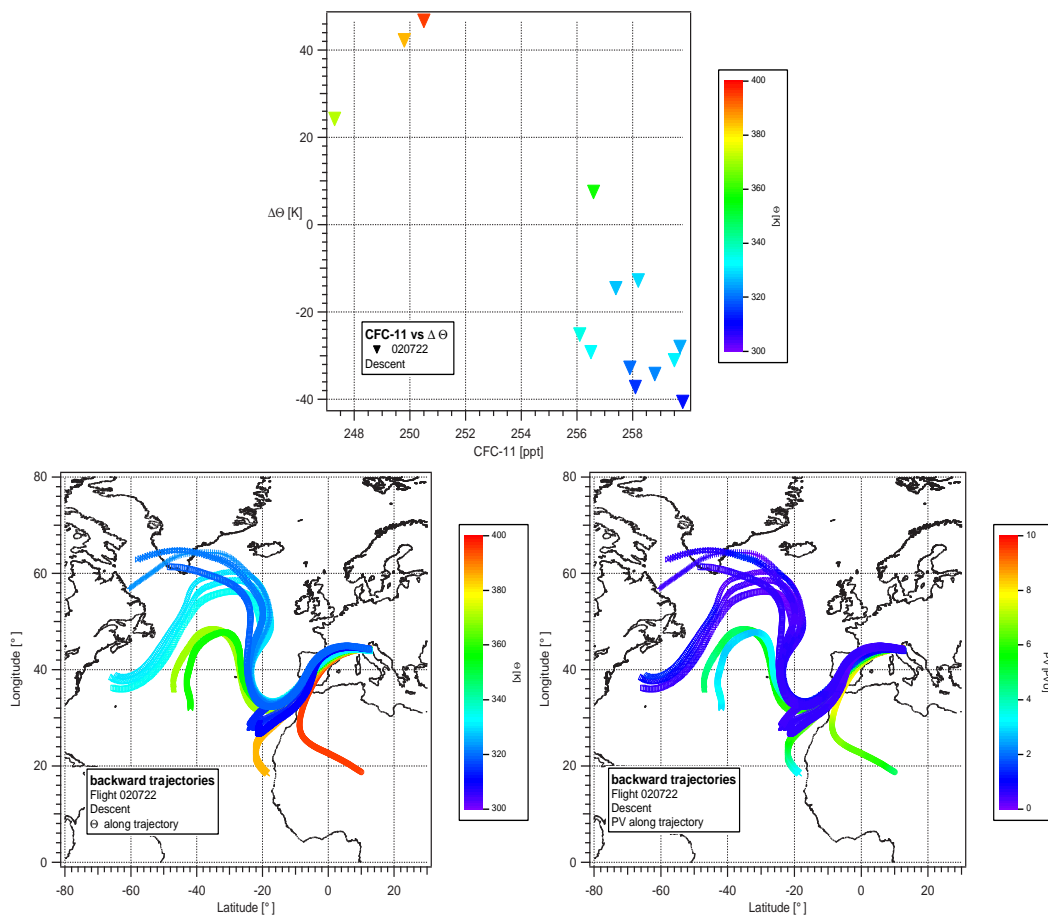 40
20
0
-20
-40
ΔΘ [K]
CFC-11 vs Δ Θ
020722
Descent
248
250
252
254
256
258
CFC-11 [ppt]
400
380
360
340
320
300
Θ [K]
80
60
40
20
0
Longitude [°]
backward trajectories
Flight 020722
Descent
Θ along trajectory
-80
-60
-40
-20
0
20
Latitude [°]
400
380
360
340
320
300
Θ [K]
80
60
40
20
0
Longitude [°]
backward trajectories
Flight 020722
Descent
PV along trajectory
-80
-60
-40
-20
0
20
Latitude [°]
10
8
6
4
2
0